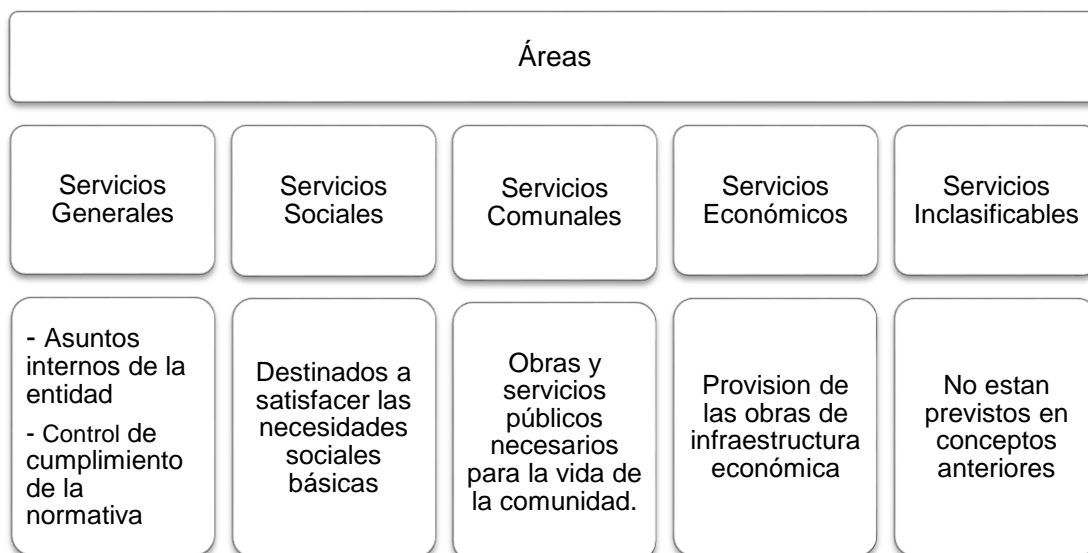 Áreas
Servicios
Generales
Servicios
Sociales
Servicios
Comunales
Servicios
Económicos
Servicios
Inclasificables
- Asuntos
internos de la
entidad
- Control de
cumplimiento
de la
normativa
Destinados a
satisfacer las
necesidades
sociales
básicas
Obras y
servicios
públicos
necesarios
para la vida de
la comunidad.
Provision de
las obras de
infraestructura
económica
No estan
previstos en
conceptos
anteriores